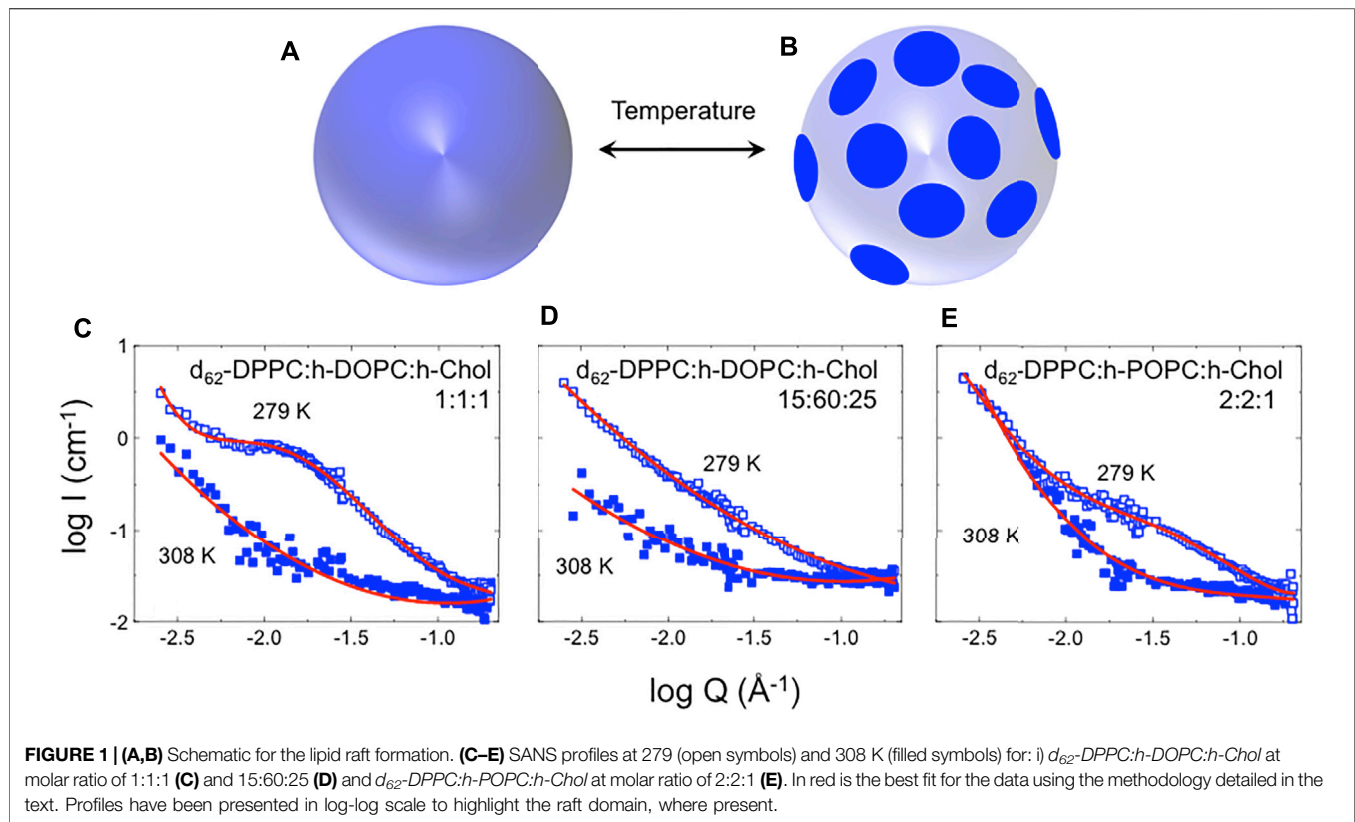 A
B
Temperature
C
D
E
d62-DPPC:h-DOPC:h-Chol
1:1:1
279 K
308 K
1
0
-1
-2
-2.5 -2.0 -1.5 -1.0
log I (cm-1)
d62-DPPC:h-DOPC:h-Chol
15:60:25
279 K
308 K
-2.5 -2.0 -1.5 -1.0
d62-DPPC:h-POPC:h-Chol
2:2:1
279 K
308 K
-2.5 -2.0 -1.5 -1.0
log Q (Å-1)
FIGURE 1 | (A,B) Schematic for the lipid raft formation. (C–E) SANS profiles at 279 (open symbols) and 308 K (filled symbols) for: i) d62-DPPC:h-DOPC:h-Chol at
molar ratio of 1:1:1 (C) and 15:60:25 (D) and d62-DPPC:h-POPC:h-Chol at molar ratio of 2:2:1 (E). In red is the best fit for the data using the methodology detailed in the
text. Profiles have been presented in log-log scale to highlight the raft domain, where present.